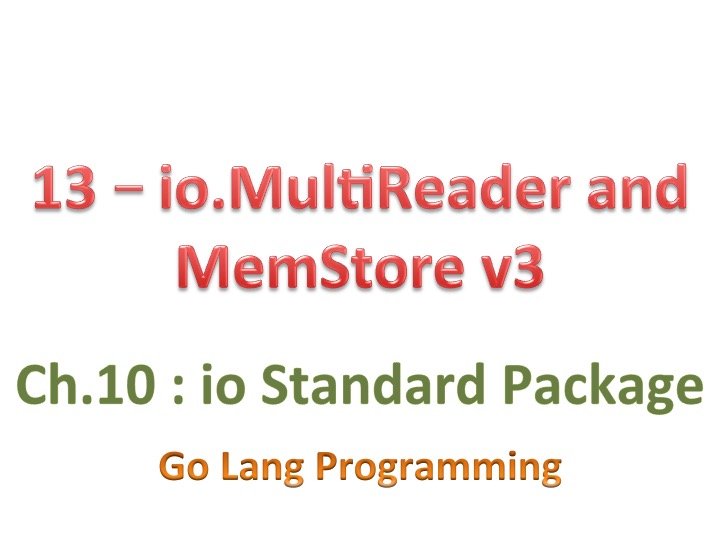 13 – io.MultiReader and
MemStore v3
Ch.10 : io Standard Package
Go Lang Programming